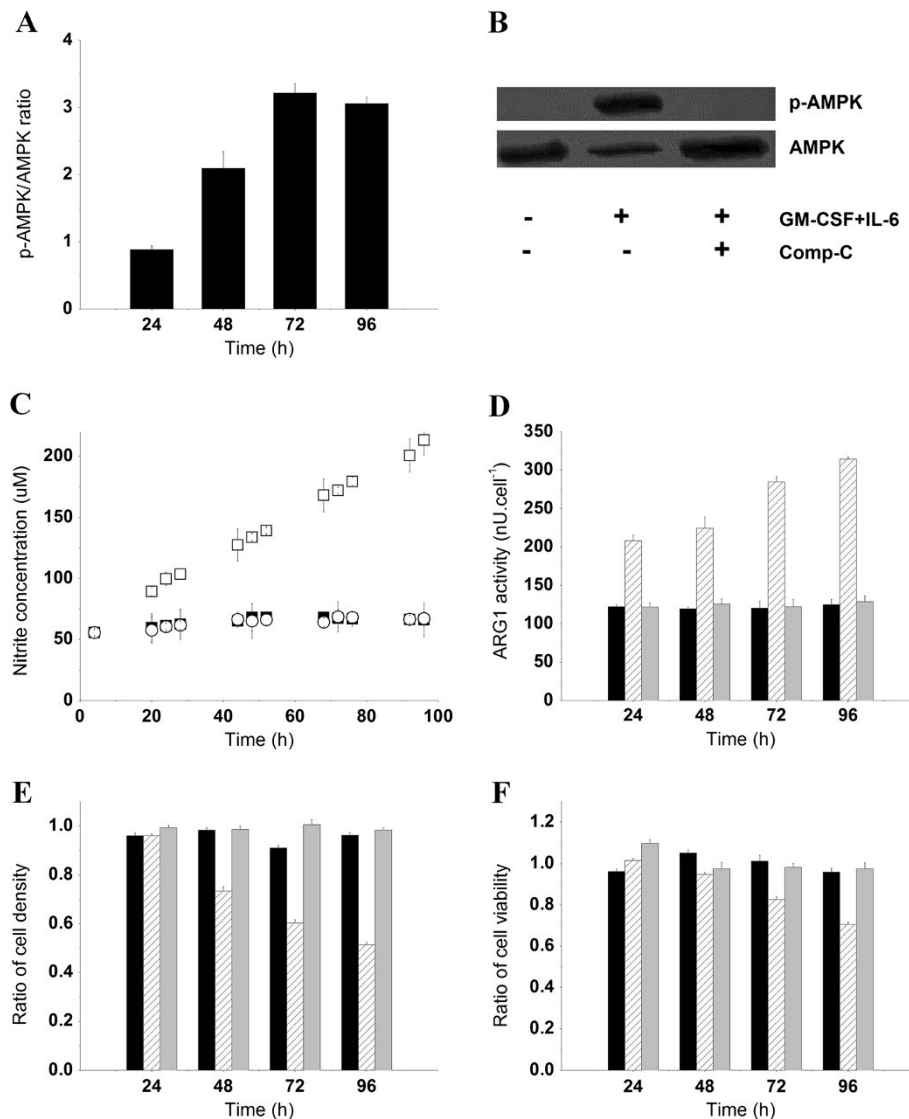 A
p-AMPK/AMPK ratio
4
3
2
1
0
24 48 72 96
Time (h)
B
p-AMPK
AMPK
- + + GM-CSF+IL-6
- - + Comp-C
C
Nitrite concentration (uM)
200
150
100
50
0
0 20 40 60 80 100
Time (h)
D
ARG1 activity (nU.cell⁻¹)
350
300
250
200
150
100
50
0
24 48 72 96
Time (h)
E
Ratio of cell density
1.0
0.8
0.6
0.4
0.2
0.0
24 48 72 96
Time (h)
F
Ratio of cell viability
1.2
1.0
0.8
0.6
0.4
0.2
0.0
24 48 72 96
Time (h)